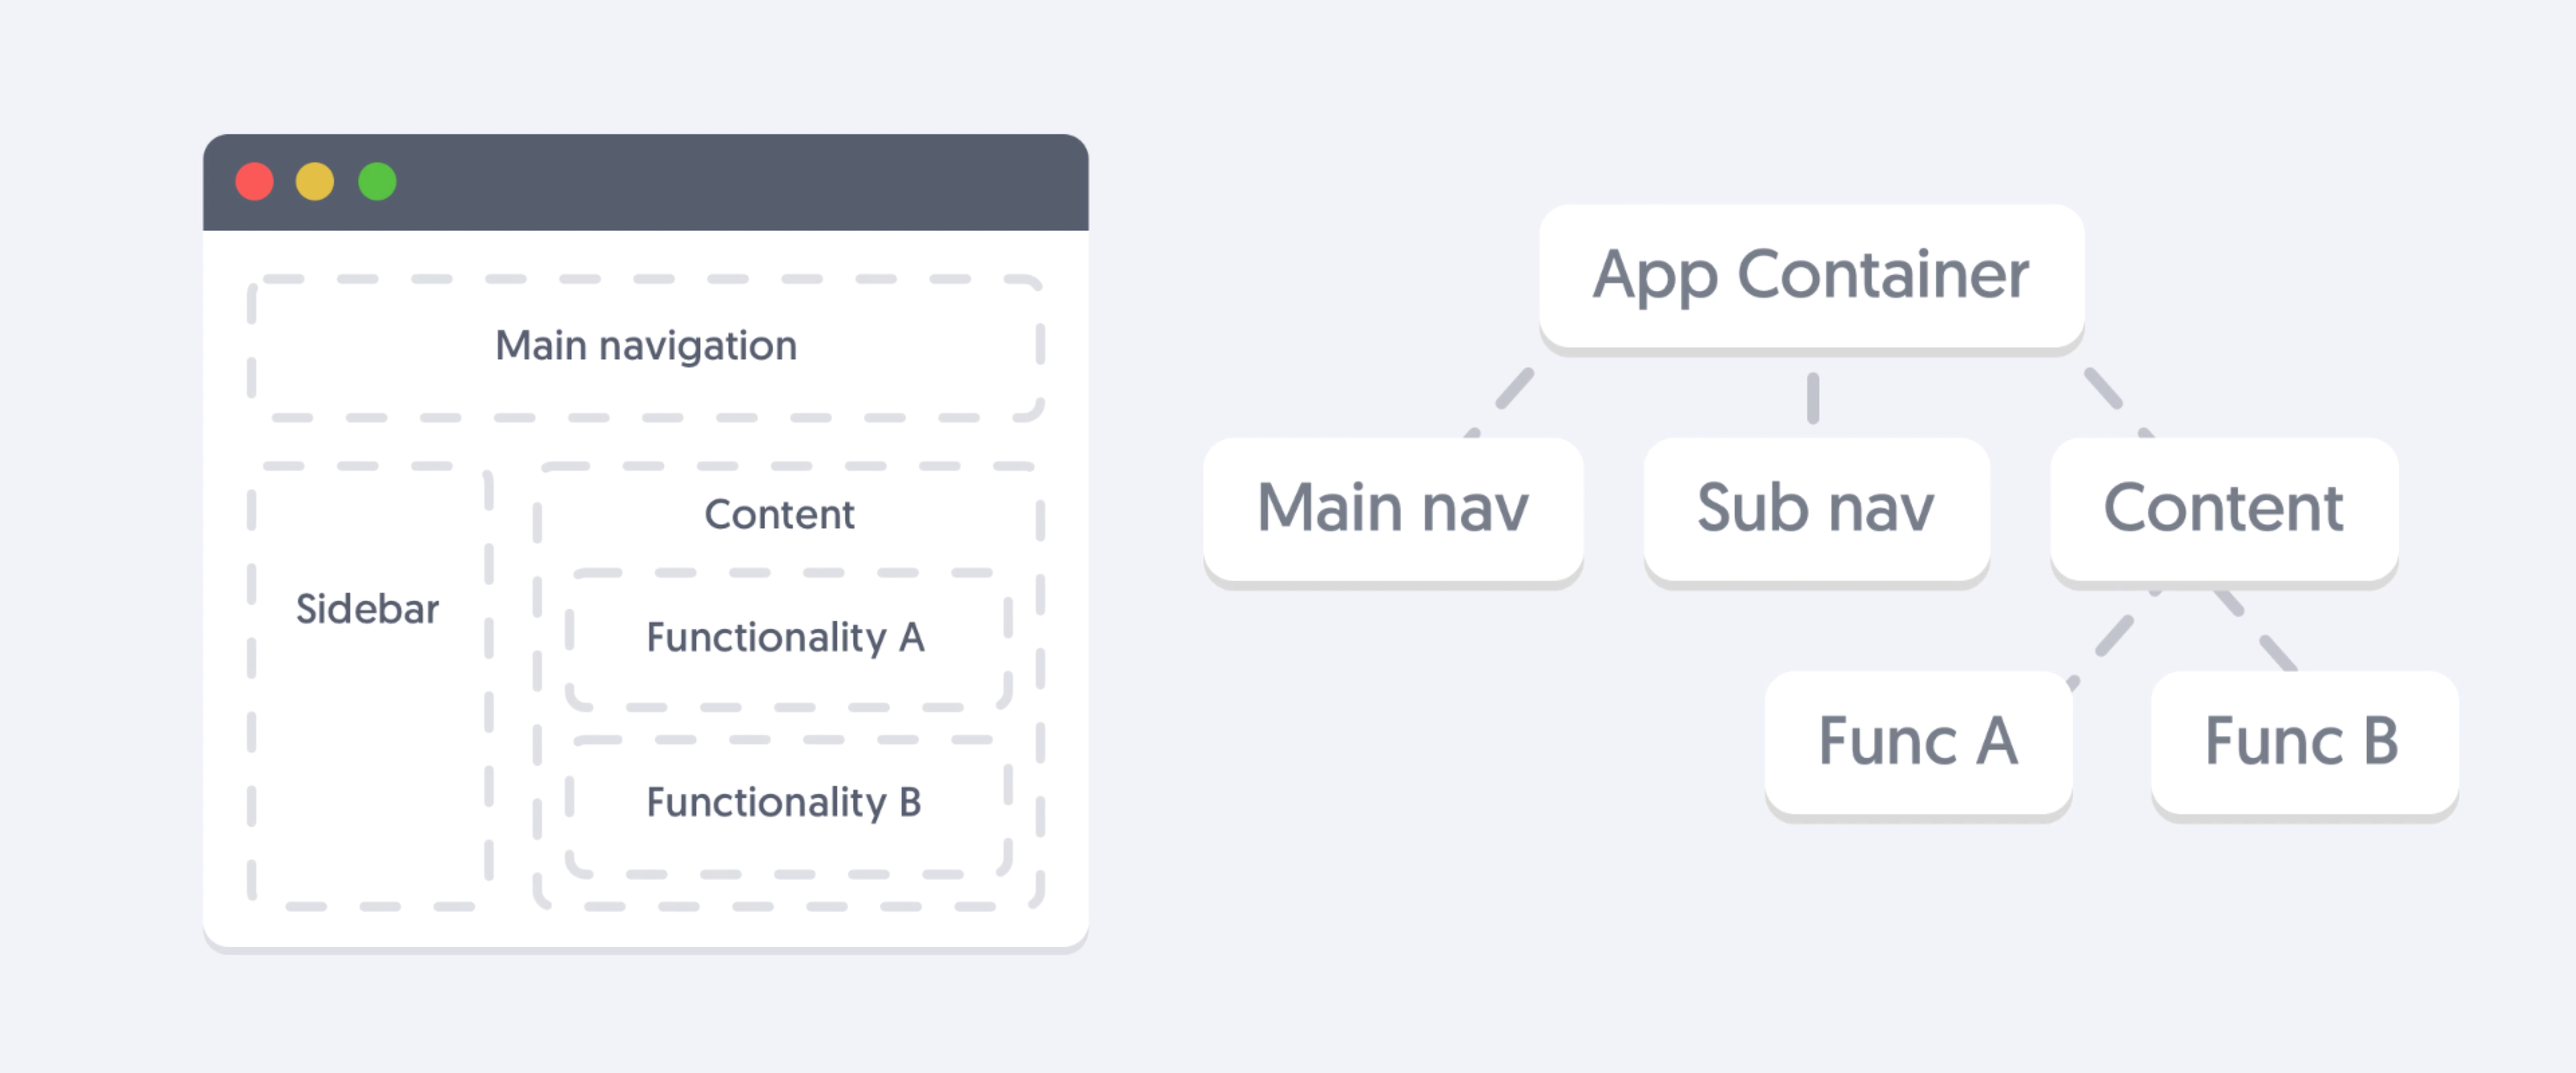 Main navigation
Sidebar
Content
Functionality A
Functionality B
App Container
Main nav
Sub nav
Content
Func A
Func B